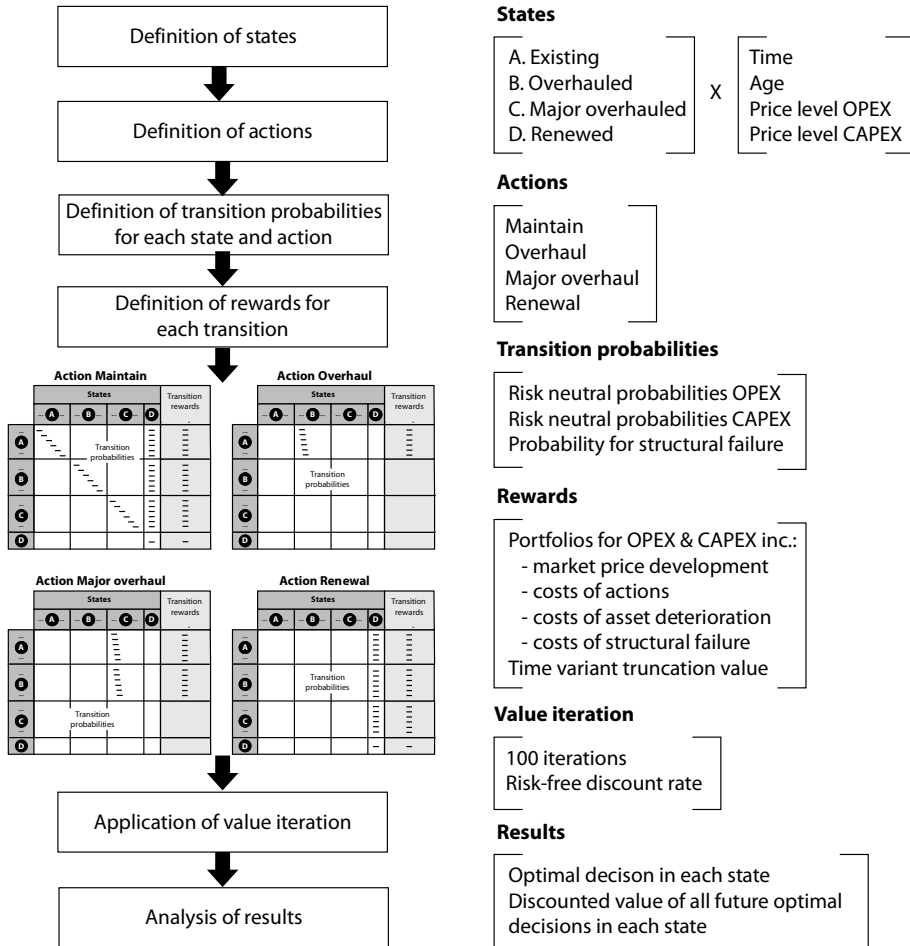 Definition of states
Definition of actions
Definition of transition probabilities
for each state and action
Definition of rewards for
each transition
Action Maintain
States
Transition
rewards
... A ... ... B ... ... C ... D
...
A
...
...
B
...
...
C
...
D
Transition
probabilities
Action Overhaul
States
Transition
rewards
... A ... ... B ... ... C ... D
...
A
...
...
B
...
...
C
...
D
Transition
probabilities
Action Major overhaul
States
Transition
rewards
... A ... ... B ... ... C ... D
...
A
...
...
B
...
...
C
...
D
Transition
probabilities
Action Renewal
States
Transition
rewards
... A ... ... B ... ... C ... D
...
A
...
...
B
...
...
C
...
D
Transition
probabilities
Application of value iteration
Analysis of results
States
A. Existing
B. Overhauled
C. Major overhauled
D. Renewed
X
Time
Age
Price level OPEX
Price level CAPEX
Actions
Maintain
Overhaul
Major overhaul
Renewal
Transition probabilities
Risk neutral probabilities OPEX
Risk neutral probabilities CAPEX
Probability for structural failure
Rewards
Portfolios for OPEX & CAPEX inc.:
- market price development
- costs of actions
- costs of asset deterioration
- costs of structural failure
Time variant truncation value
Value iteration
100 iterations
Risk-free discount rate
Results
Optimal decison in each state
Discounted value of all future optimal
decisions in each state